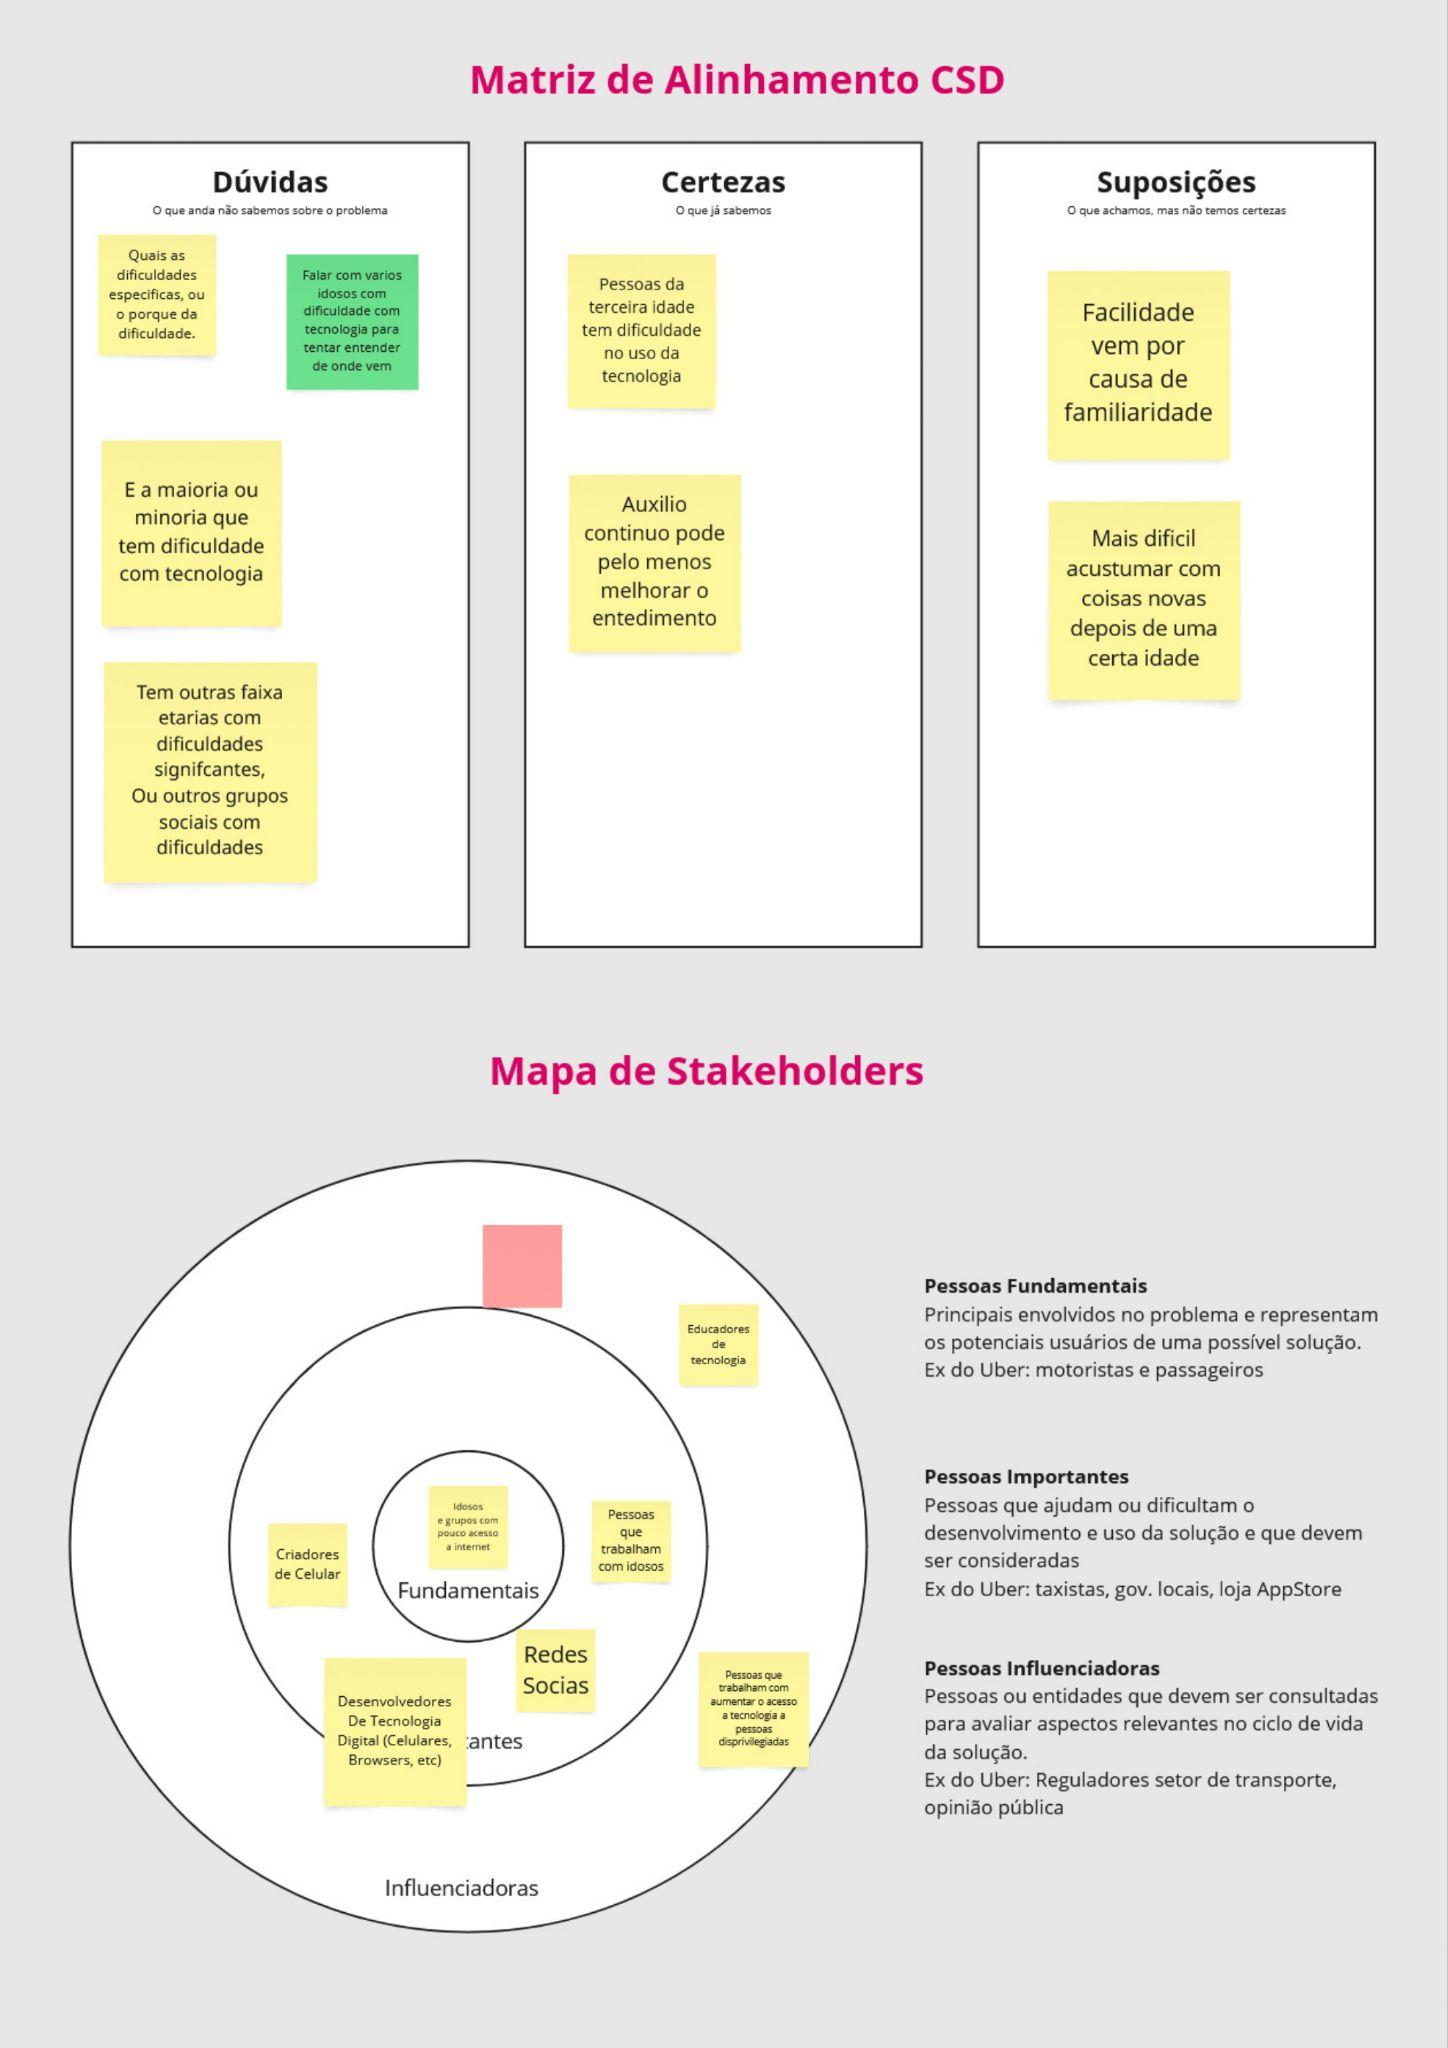 Matriz de Alinhamento CSD
Dúvidas
O que anda não sabemos sobre o problema
Quais as
dificuldades
especificas, ou
o porque da
dificuldade.
Falar com varios
idosos com
dificuldade com
tecnologia para
tentar entender
de onde vem
E a maioria ou
minoria que
tem dificuldade
com tecnologia
Tem outras faixa
etarias com
dificuldades
signifcantes,
Ou outros grupos
sociais com
dificuldades
Certezas
O que já sabemos
Pessoas da
terceira idade
tem dificuldade
no uso da
tecnologia
Auxilio
continuo pode
pelo menos
melhorar o
entedimento
Suposições
O que achamos, mas não temos certezas
Facilidade
vem por
causa de
familiaridade
Mais dificil
acustumar com
coisas novas
depois de uma
certa idade
Mapa de Stakeholders
Educadores
de
tecnologia
Idosos
e grupos com
pouco acesso
a internet
Fundamentais
Pessoas
que
trabalham
com idosos
Criadores
de Celular
Redes
Socias
Desenvolvedores
De Tecnologia
Digital (Celulares,
Browsers, etc)
tantes
Pessoas que
trabalham com
aumentar o acesso
a tecnologia a
pessoas
disprivilegiadas
Influenciadoras
Pessoas Fundamentais
Principais envolvidos no problema e representam
os potenciais usuários de uma possível solução.
Ex do Uber: motoristas e passageiros
Pessoas Importantes
Pessoas que ajudam ou dificultam o
desenvolvimento e uso da solução e que devem
ser consideradas
Ex do Uber: taxistas, gov. locais, loja AppStore
Pessoas Influenciadoras
Pessoas ou entidades que devem ser consultadas
para avaliar aspectos relevantes no ciclo de vida
da solução.
Ex do Uber: Reguladores setor de transporte,
opinião pública